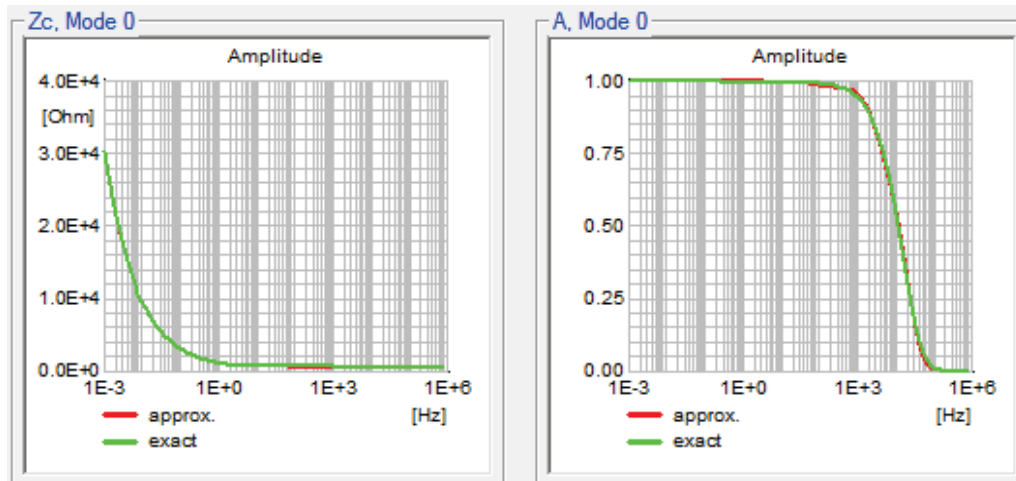 Zc, Mode 0
Amplitude
4.0E+4
[Ohm]
3.0E+4
2.0E+4
1.0E+4
0.0E+0
1E-3 1E+0 1E+3 1E+6
approx. [Hz]
exact
A, Mode 0
Amplitude
1.00
0.75
0.50
0.25
0.00
1E-3 1E+0 1E+3 1E+6
approx. [Hz]
exact